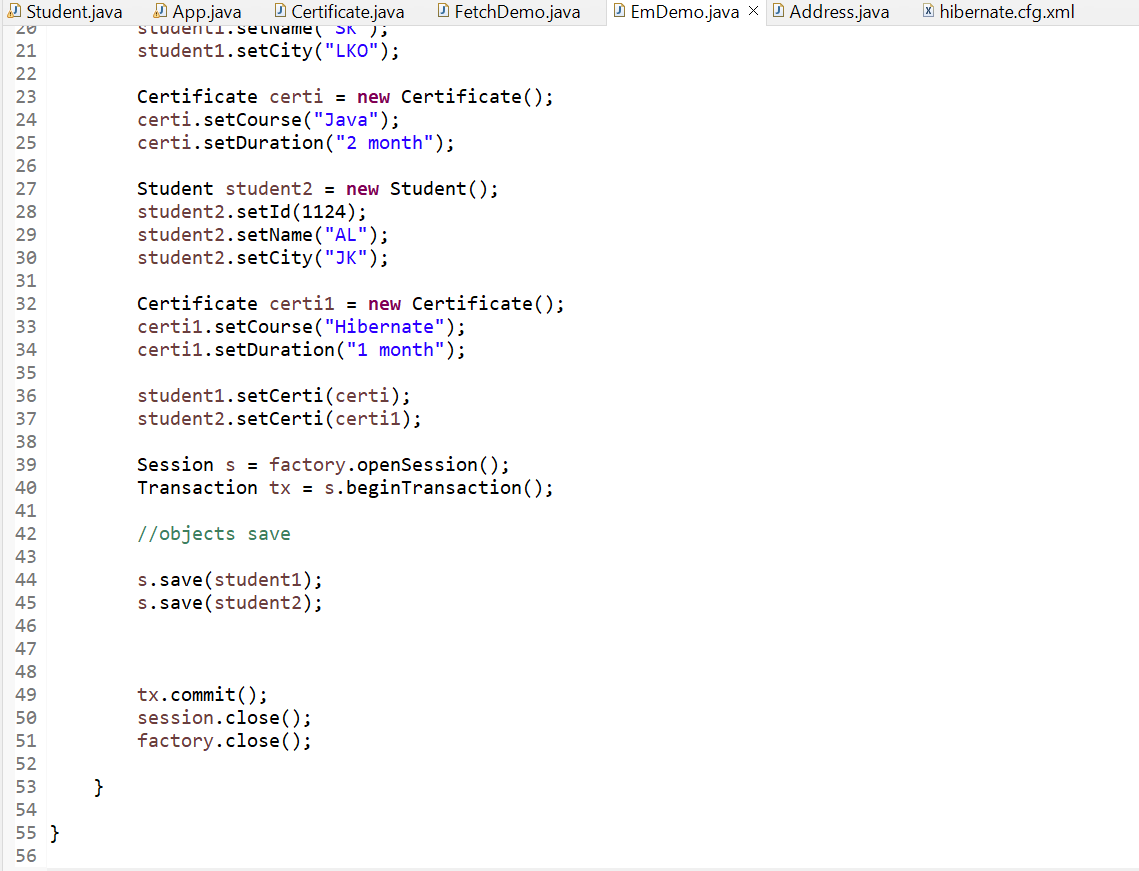 Student.java App.java Certificate.java FetchDemo.java EmDemo.java Address.java hibernate.cfg.xml
20 student1.setName("SK");
21 student1.setCity("LKO");
22
23 Certificate certi = new Certificate();
24 certi.setCourse("Java");
25 certi.setDuration("2 month");
26
27 Student student2 = new Student();
28 student2.setId(1124);
29 student2.setName("AL");
30 student2.setCity("JK");
31
32 Certificate certi1 = new Certificate();
33 certi1.setCourse("Hibernate");
34 certi1.setDuration("1 month");
35
36 student1.setCerti(certi);
37 student2.setCerti(certi1);
38
39 Session s = factory.openSession();
40 Transaction tx = s.beginTransaction();
41
42 //objects save
43
44 s.save(student1);
45 s.save(student2);
46
47
48
49 tx.commit();
50 session.close();
51 factory.close();
52
53 }
54
55 }
56